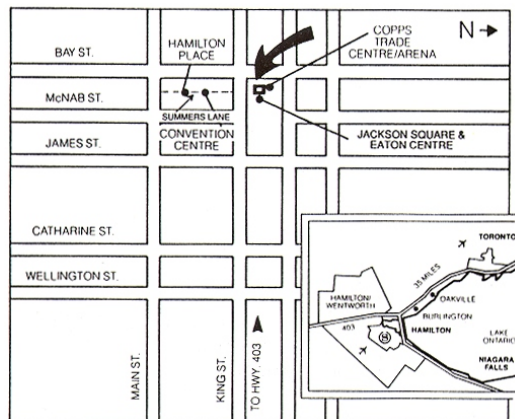 BAY ST.
HAMILTON
PLACE
COPPS
TRADE
CENTRE/ARENA
N
McNAB ST.
SUMMERS LANE
CONVENTION
CENTRE
JACKSON SQUARE &
EATON CENTRE
JAMES ST.
CATHARINE ST.
WELLINGTON ST.
MAIN ST.
KING ST.
TO HWY. 403
TORONTO
35 MILES
HAMILTON/
WENTWORTH
OAKVILLE
BURLINGTON
403
HAMILTON
H
LAKE
ONTARIO
NIAGARA
FALLS